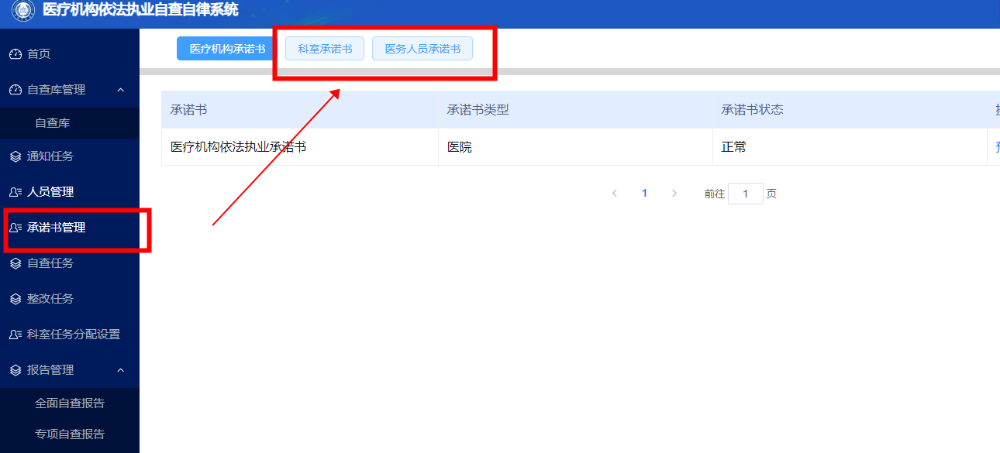 医疗机构依法执业自查自律系统
首页
自查库管理
自查库
通知任务
人员管理
承诺书管理
自查任务
整改任务
科室任务分配设置
报告管理
全面自查报告
专项自查报告
医疗机构承诺书 科室承诺书 医务人员承诺书
承诺书 承诺书类型 承诺书状态
医疗机构依法执业承诺书 医院 正常
1 前往 1 页